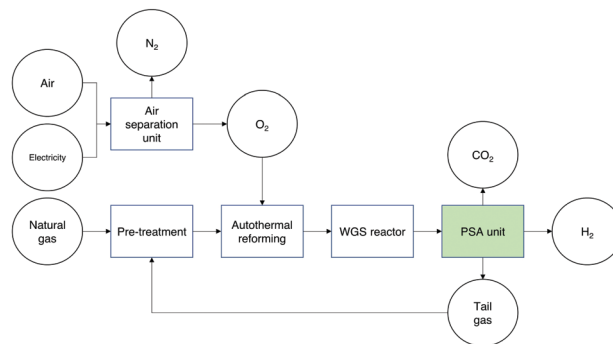 N₂
Air
Air
separation
unit
O₂
Electricity
CO₂
Natural
gas
Pre-treatment
Autothermal
reforming
WGS reactor
PSA unit
H₂
Tail
gas